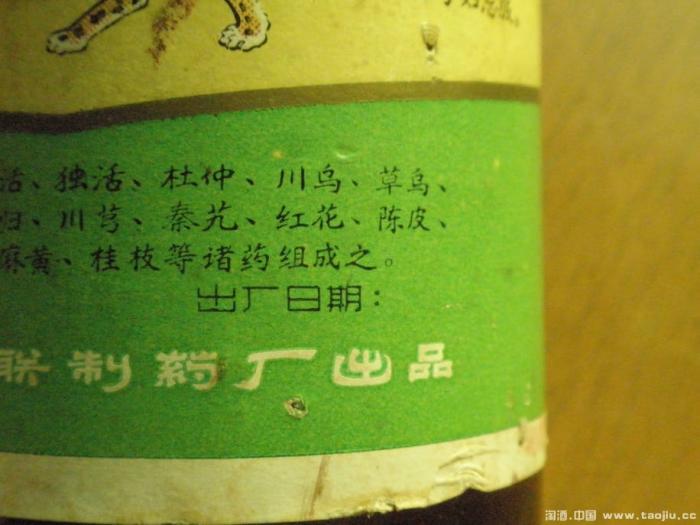 活、独活、杜仲、川乌、草乌、
归、川芎、秦艽、红花、陈皮、
麻黄、桂枝等诸药组成之。
出厂日期：
联制药厂出品
淘酒.中国 www.taojiu.cc